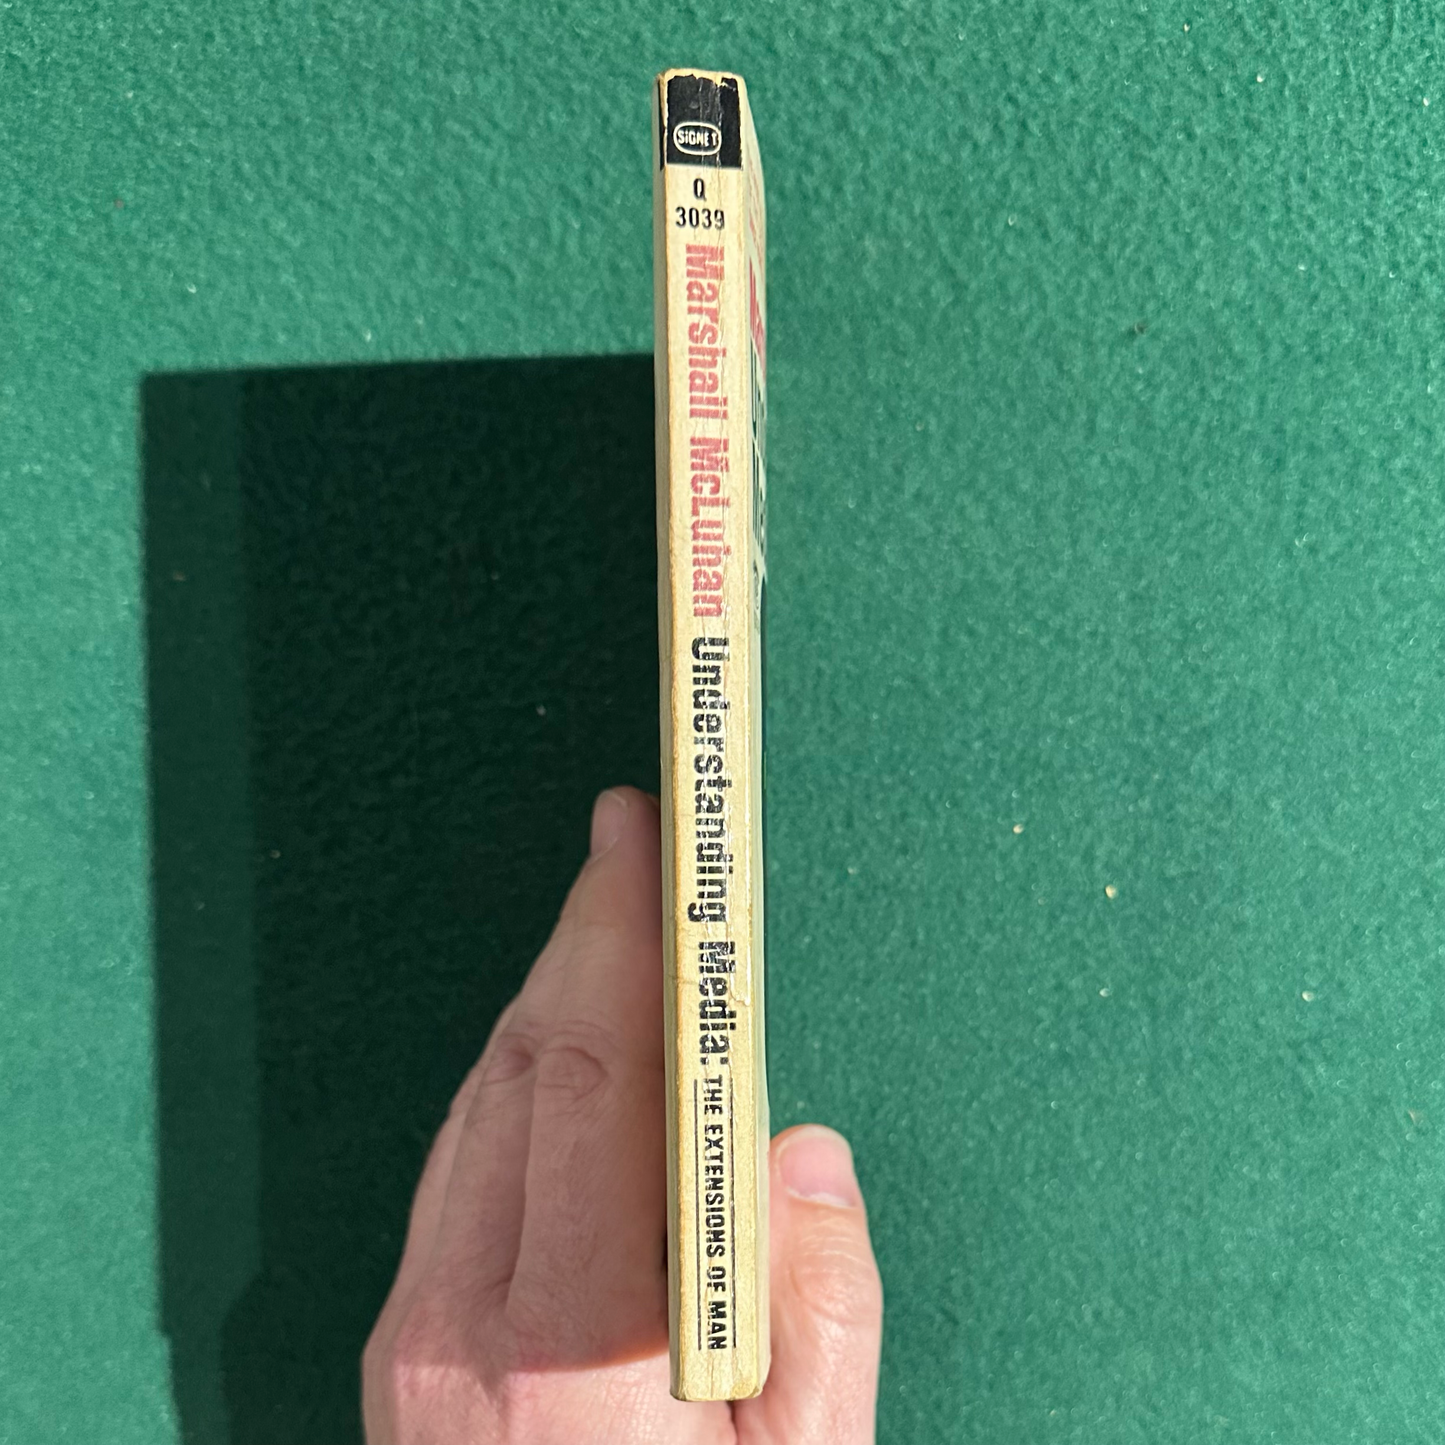 SIGNET
Q
3039
Marshall McLuhan Understanding Media: THE EXTENSIONS OF MAN